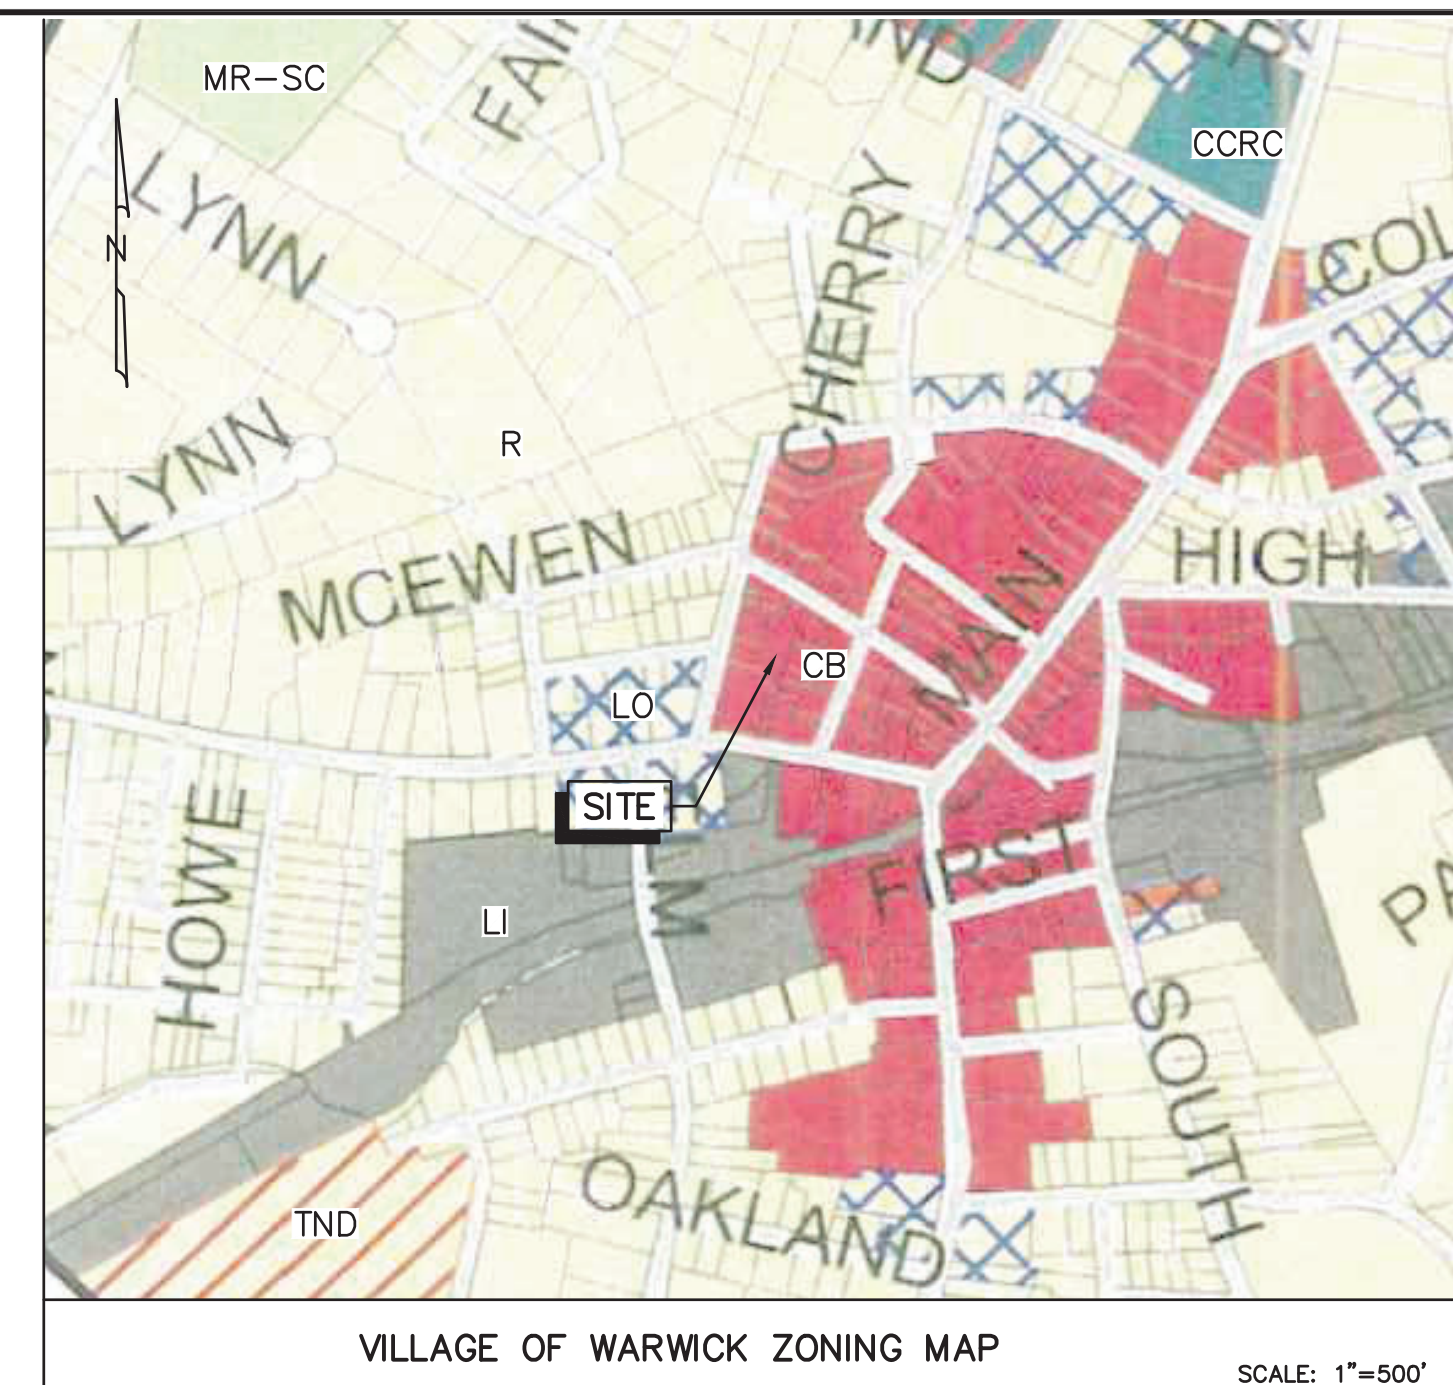 MR-SC
CCRC
LYNN
N
CHERRY
LYNN
R
MCEWEN
HIGH
MAIN
CB
LO
SITE
HOWE
FIRST
LI
SOUTH
TND
OAKLAND
VILLAGE OF WARWICK ZONING MAP
SCALE: 1"=500'